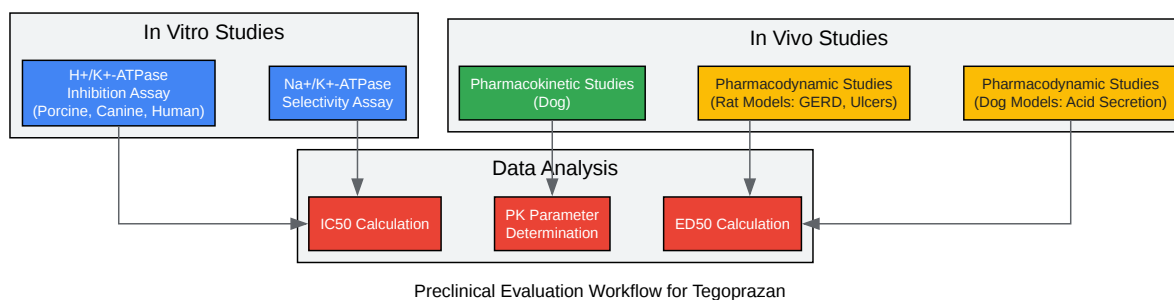 In Vitro Studies
H+/K+-ATPase
Inhibition Assay
(Porcine, Canine, Human)
Na+/K+-ATPase
Selectivity Assay
In Vivo Studies
Pharmacokinetic Studies
(Dog)
Pharmacodynamic Studies
(Rat Models: GERD, Ulcers)
Pharmacodynamic Studies
(Dog Models: Acid Secretion)
Data Analysis
IC50 Calculation
PK Parameter
Determination
ED50 Calculation
Preclinical Evaluation Workflow for Tegoprazan